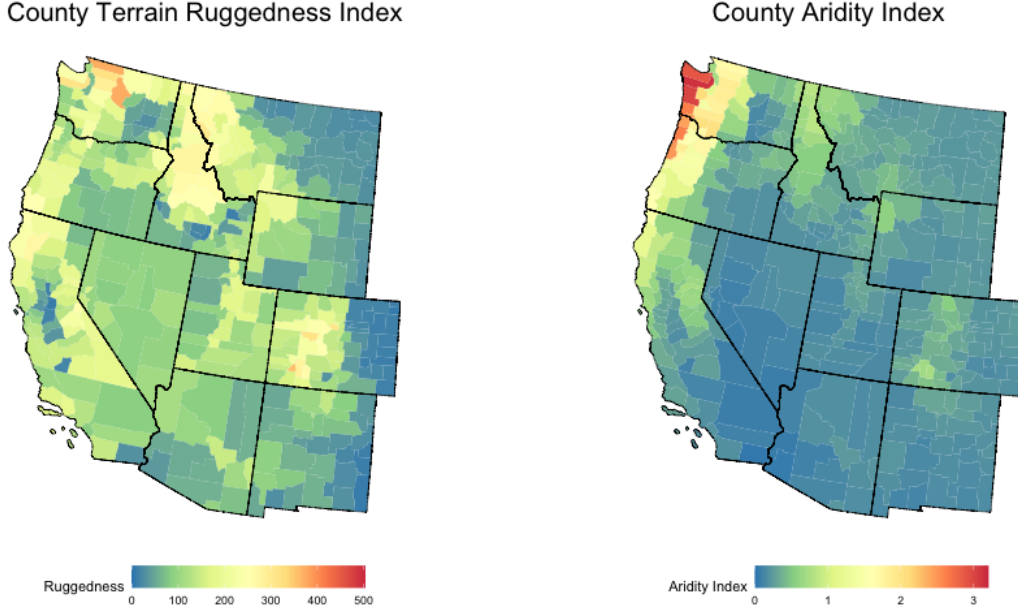 County Terrain Ruggedness Index
County Aridity Index
Ruggedness
0 100 200 300 400 500
Aridity Index
0 1 2 3